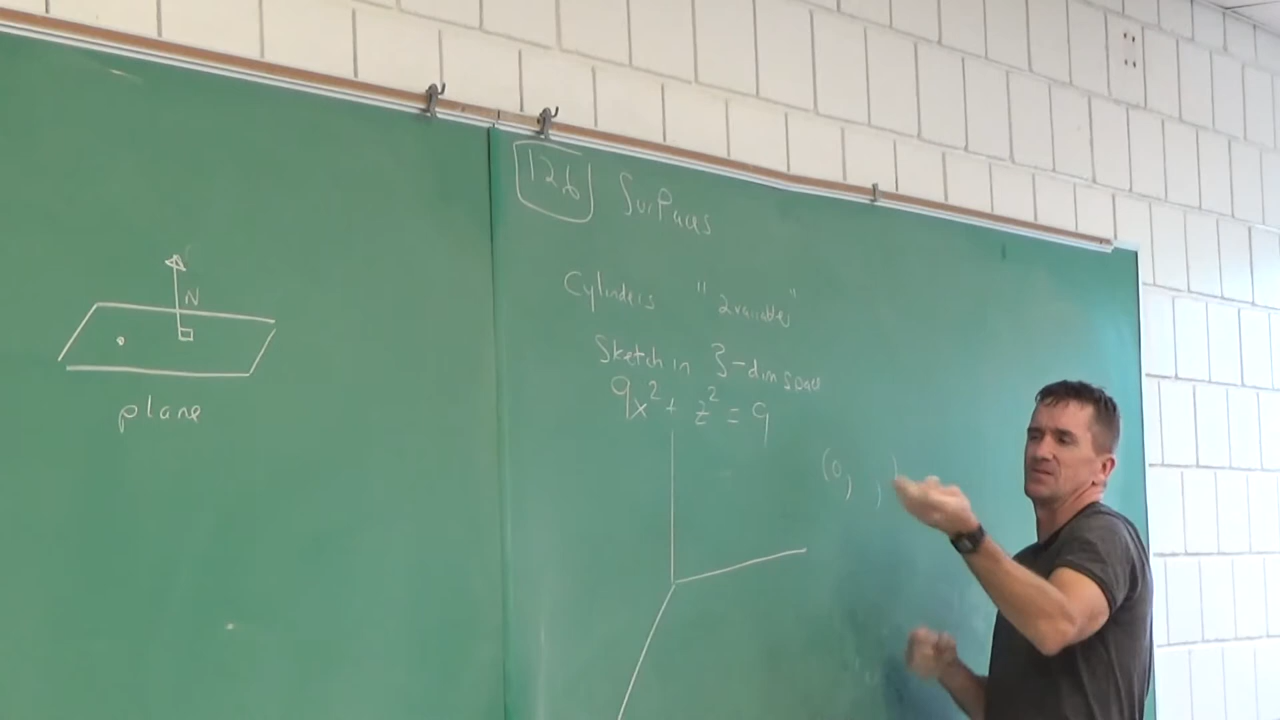 12.6 Surfaces
Cylinders "2 variables"
Sketch in 3-dim space
9x² + z² = 9
(0, , )
N
plane